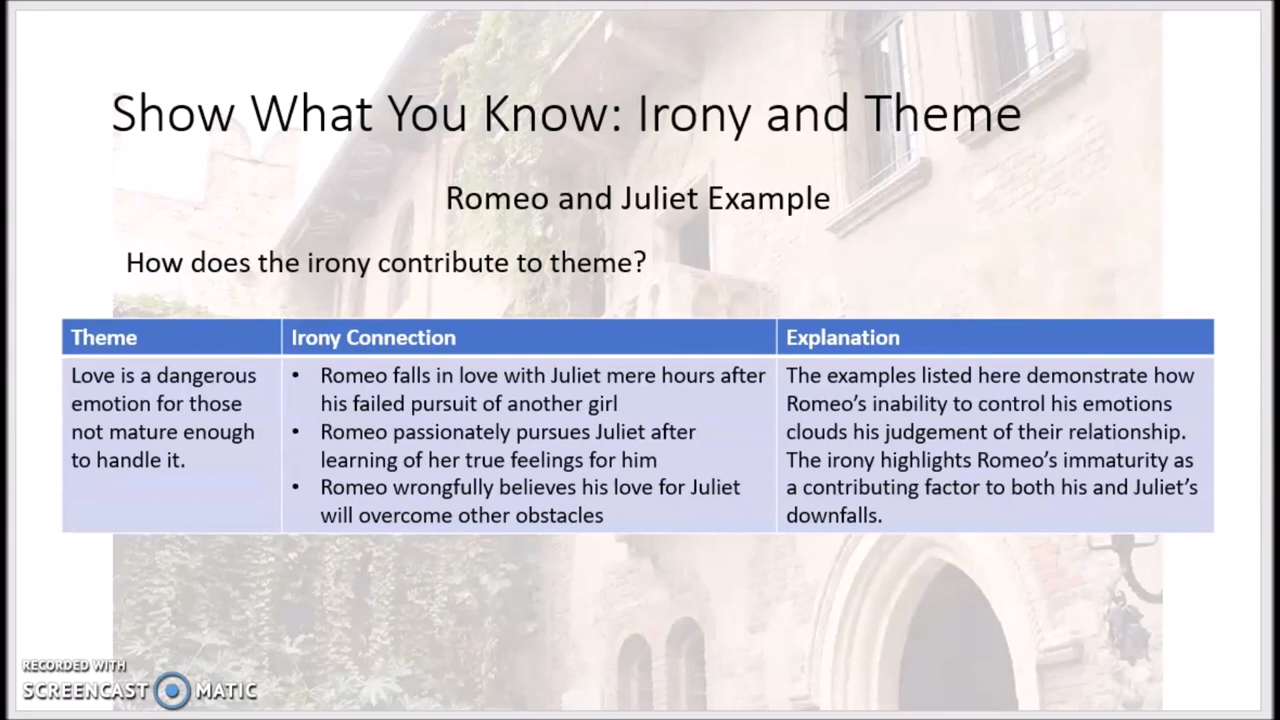 Show What You Know: Irony and Theme
Romeo and Juliet Example
How does the irony contribute to theme?
Theme
Irony Connection
Explanation
Love is a dangerous
emotion for those
not mature enough
to handle it.
• Romeo falls in love with Juliet mere hours after
his failed pursuit of another girl
• Romeo passionately pursues Juliet after
learning of her true feelings for him
• Romeo wrongfully believes his love for Juliet
will overcome other obstacles
The examples listed here demonstrate how
Romeo's inability to control his emotions
clouds his judgement of their relationship.
The irony highlights Romeo's immaturity as
a contributing factor to both his and Juliet's
downfalls.
RECORDED WITH
SCREENCAST MATIC